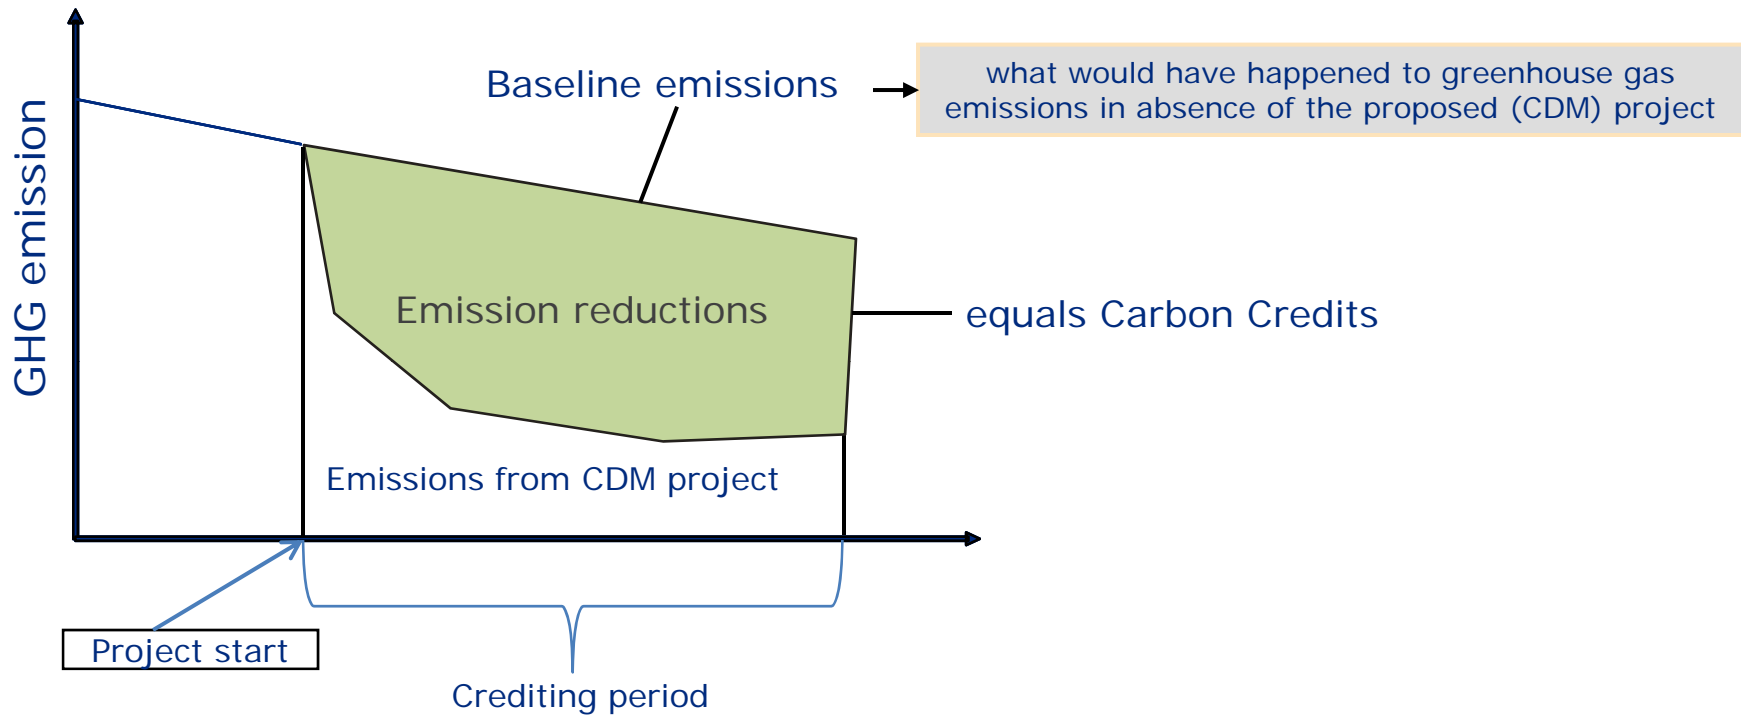 GHG emission
Baseline emissions
what would have happened to greenhouse gas
emissions in absence of the proposed (CDM) project
Emission reductions
equals Carbon Credits
Emissions from CDM project
Project start
Crediting period